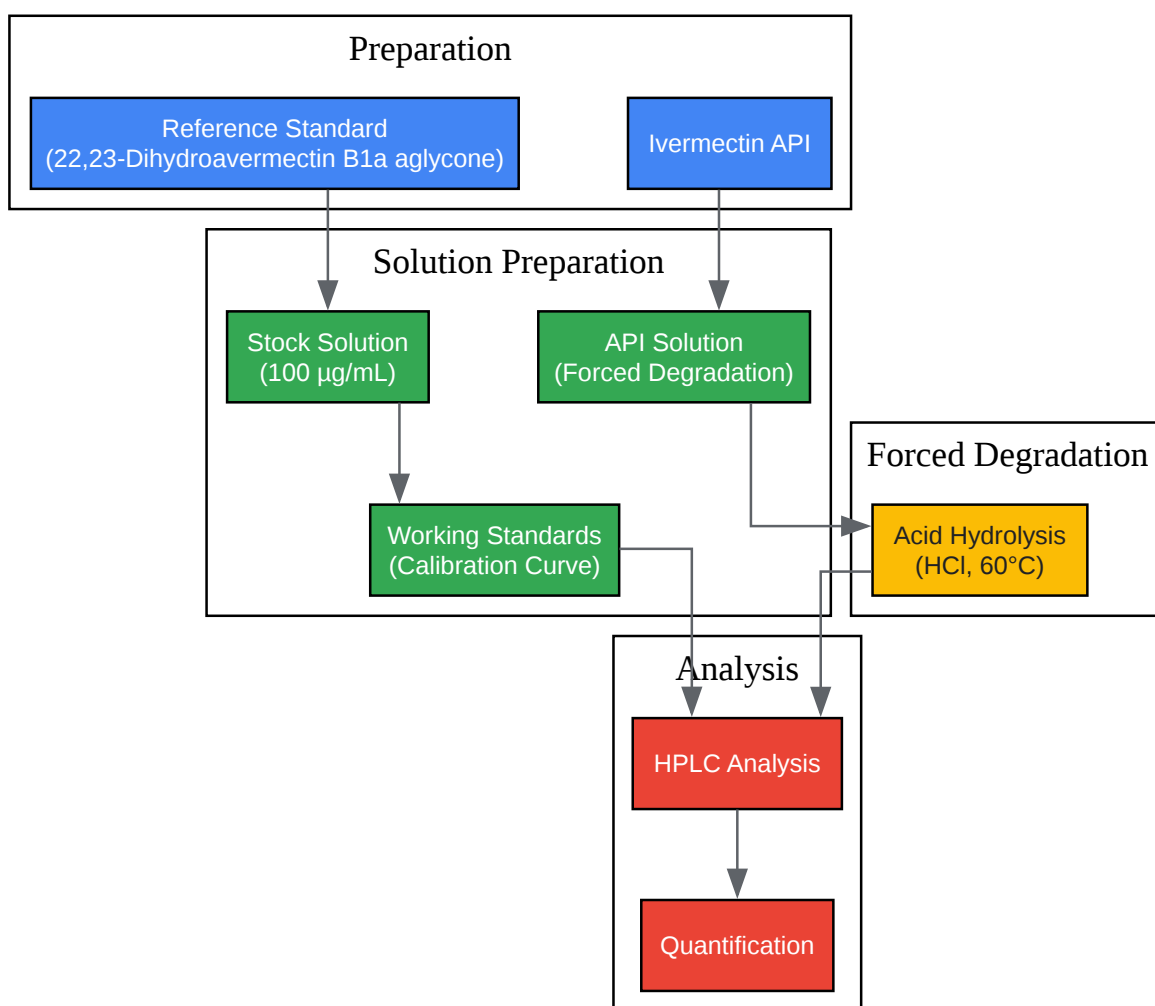 Preparation
Reference Standard
(22,23-Dihydroavermectin B1a aglycone)
Ivermectin API
Solution Preparation
Stock Solution
(100 µg/mL)
API Solution
(Forced Degradation)
Forced Degradation
Working Standards
(Calibration Curve)
Acid Hydrolysis
(HCl, 60°C)
Analysis
HPLC Analysis
Quantification